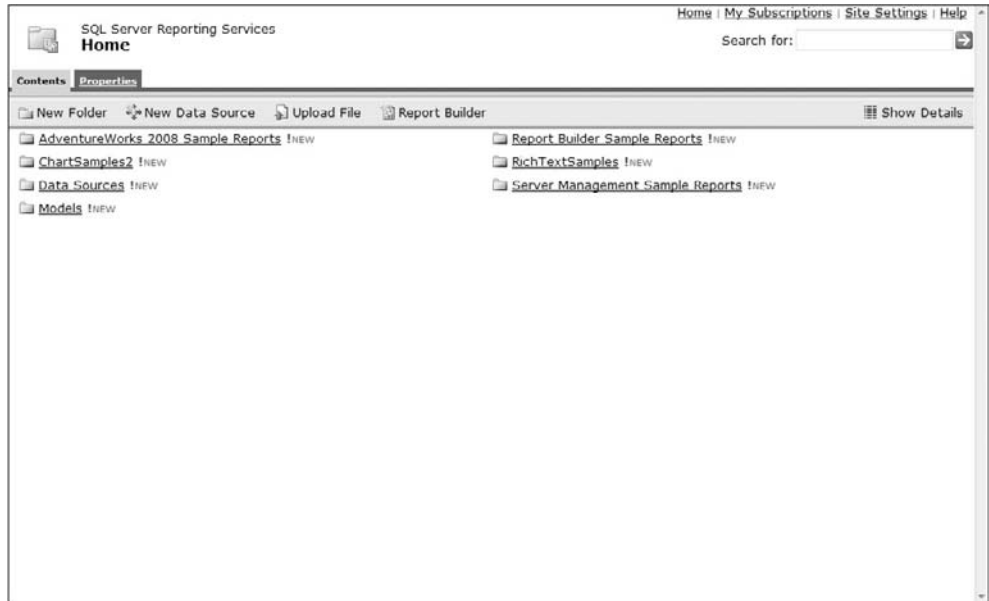 Home | My Subscriptions | Site Settings | Help
SQL Server Reporting Services
Home
Search for:
Contents Properties
New Folder New Data Source Upload File Report Builder Show Details
AdventureWorks 2008 Sample Reports !NEW
Report Builder Sample Reports !NEW
ChartSamples2 !NEW
RichTextSamples !NEW
Data Sources !NEW
Server Management Sample Reports !NEW
Models !NEW